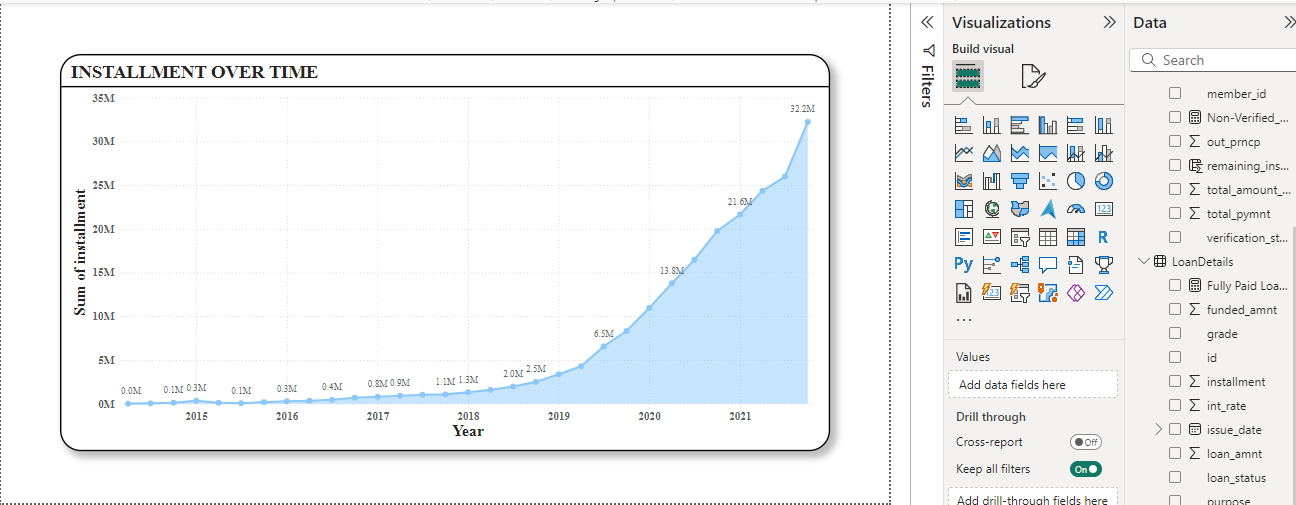 INSTALLMENT OVER TIME
35M
30M
25M
20M
15M
10M
5M
0M
Sum of installment
0.0M 0.1M 0.3M 0.1M 0.3M 0.4M 0.8M 0.9M 1.1M 1.3M 2.0M 2.5M 6.5M 13.8M 21.6M 32.2M
2015 2016 2017 2018 2019 2020 2021
Year
Filters
Visualizations
Build visual
123
R
Py
123
...
Values
Add data fields here
Drill through
Cross-report Off
Keep all filters On
Add drill-through fields here
Data
Search
member_id
Non-Verified_...
Σ out_prncp
remaining_ins...
Σ total_amount_...
Σ total_pymnt
verification_st...
LoanDetails
Fully Paid Loa...
Σ funded_amnt
grade
id
Σ installment
Σ int_rate
issue_date
Σ loan_amnt
loan_status
purpose